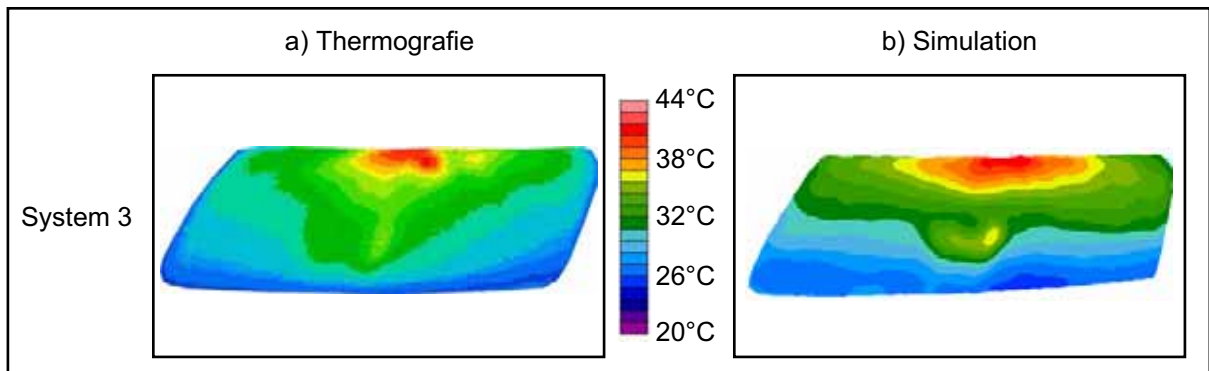 a) Thermografie
b) Simulation
System 3
44°C
38°C
32°C
26°C
20°C